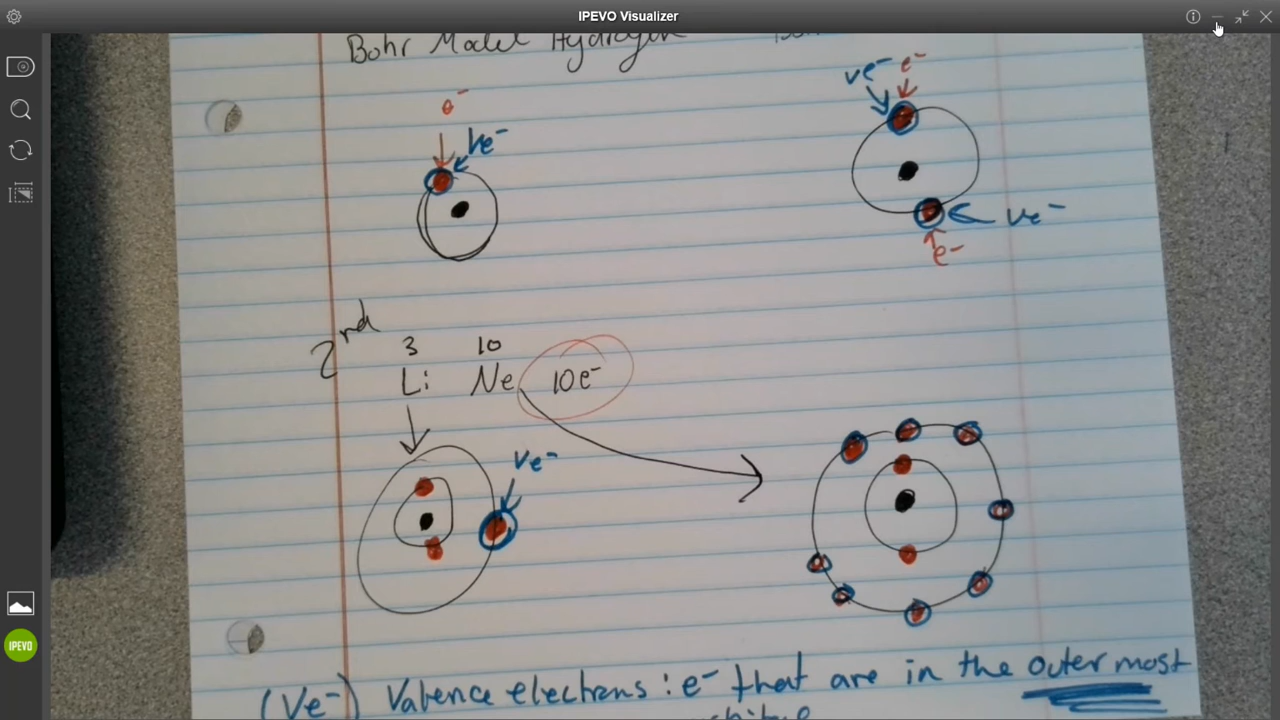 IPEVO Visualizer
Bohr Model Hydrogen
e⁻
Ve⁻
ve⁻ e⁻
ve⁻
e⁻
2nd
3 10
Li Ne 10e⁻
ve⁻
(Ve⁻) Valence electrons : e⁻ that are in the outer most
IPEVO